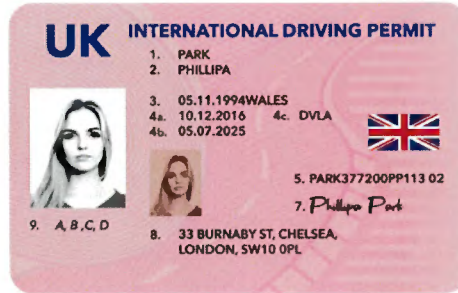 UK INTERNATIONAL DRIVING PERMIT
1. PARK
2. PHILLIPA
3. 05.11.1994WALES
4a. 10.12.2016 4c. DVLA
4b. 05.07.2025
5. PARK377200PP113 02
7. Phillipa Park
9. A, B ,C, D
8. 33 BURNABY ST, CHELSEA,
LONDON, SW10 0PL